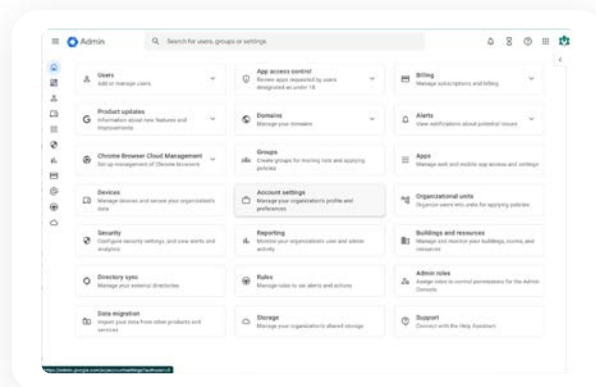 Admin
Search for users, groups or settings
Users
Add or manage users
App access control
Review apps requested by users
designated as under 18
Billing
Manage subscriptions and billing
Product updates
Information about new features and
improvements
Domains
Manage your domains
Alerts
View notifications about potential issues
Chrome Browser Cloud Management
Set up management of Chrome browsers
Groups
Create groups for mailing lists and applying
policies
Apps
Manage web and mobile app access and settings
Devices
Manage devices and secure your organization's
data
Account settings
Manage your organization's profile and
preferences
Organizational units
Organize users into units for applying policies
Security
Configure security settings, and view alerts and
analytics
Reporting
Monitor your organization's user and admin
activity
Buildings and resources
Manage and monitor your buildings, rooms, and
resources
Directory sync
Manage your external directories
Rules
Manage rules to set alerts and actions
Admin roles
Assign roles to control permissions for the Admin
Console
Data migration
Import your data from other products and
services
Storage
Manage your organization's shared storage
Support
Connect with the Help Assistant